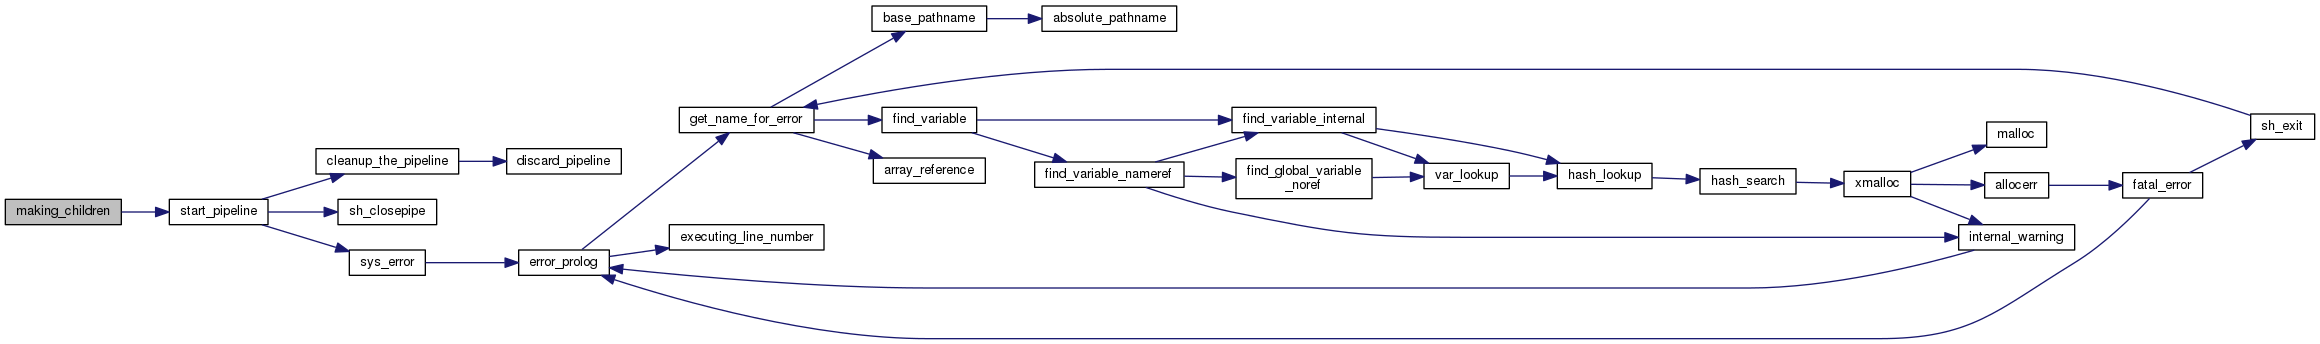 base_pathname
absolute_pathname
get_name_for_error
find_variable
find_variable_internal
sh_exit
malloc
cleanup_the_pipeline
discard_pipeline
array_reference
find_variable_nameref
find_global_variable
_noref
var_lookup
hash_lookup
hash_search
xmalloc
allocerr
fatal_error
making_children
start_pipeline
sh_closepipe
executing_line_number
internal_warning
sys_error
error_prolog